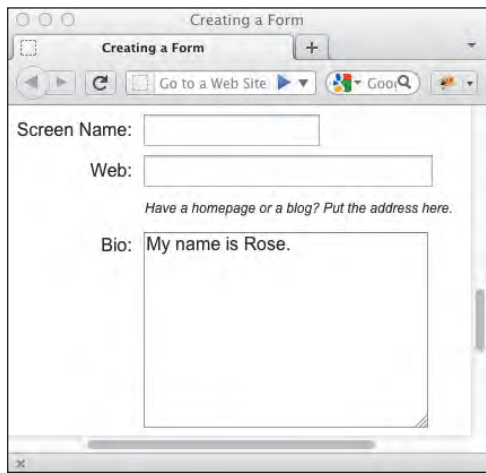 Creating a Form
Creating a Form
Go to a Web Site
Goo
Screen Name:
Web:
Have a homepage or a blog? Put the address here.
Bio:
My name is Rose.